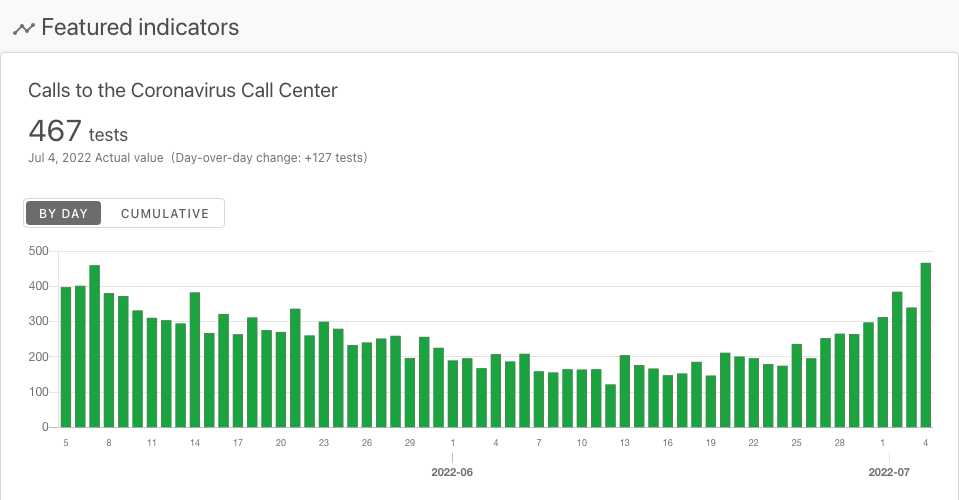 Featured indicators
Calls to the Coronavirus Call Center
467 tests
Jul 4, 2022 Actual value (Day-over-day change: +127 tests)
BY DAY CUMULATIVE
500
400
300
200
100
0
5 8 11 14 17 20 23 26 29 1 4 7 10 13 16 19 22 25 28 1 4
2022-06 2022-07